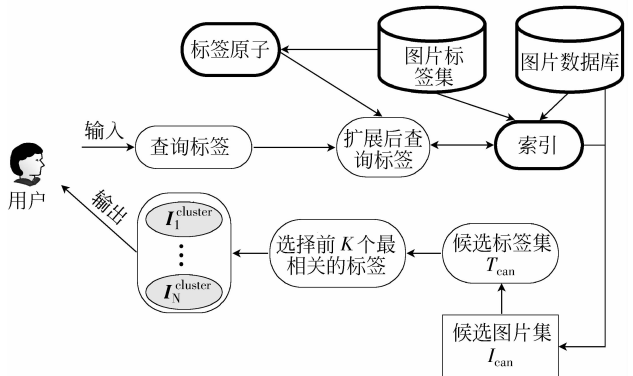 标签原子
图片标
签集
图片数据库
输入
查询标签
扩展后查
询标签
索引
用户
输出
I₁ᶜˡᵘˢᵗᵉʳ
⋮
I_N^cluster
选择前 K 个最
相关的标签
候选标签集
T_can
候选图片集
I_can